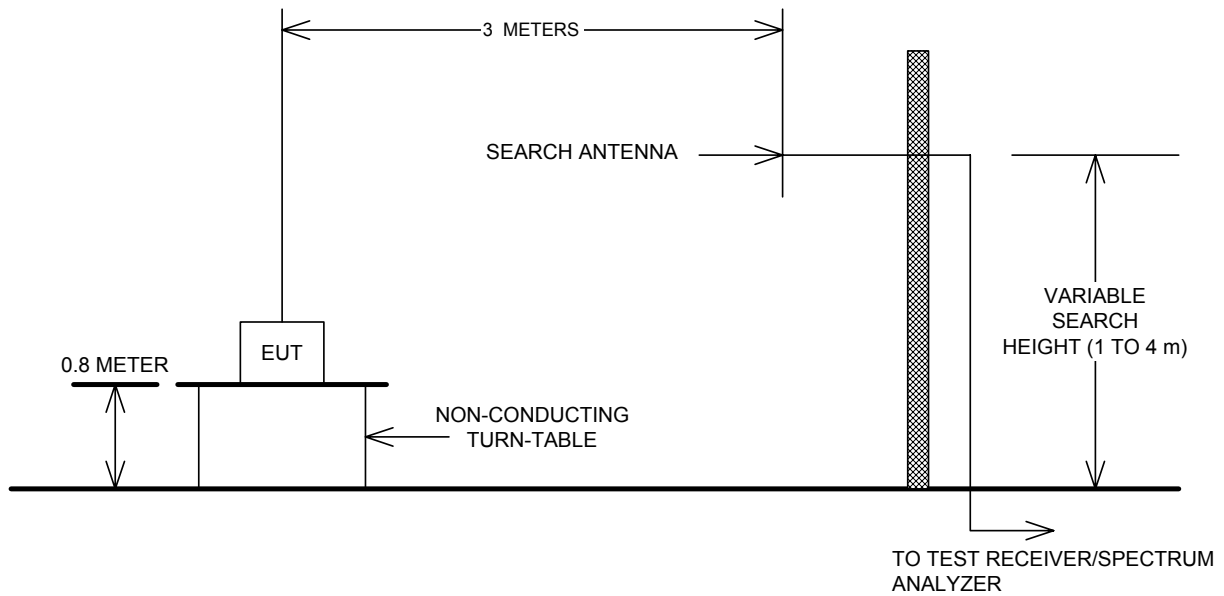 3 METERS
SEARCH ANTENNA
VARIABLE
SEARCH
HEIGHT (1 TO 4 m)
EUT
0.8 METER
NON-CONDUCTING
TURN-TABLE
TO TEST RECEIVER/SPECTRUM
ANALYZER